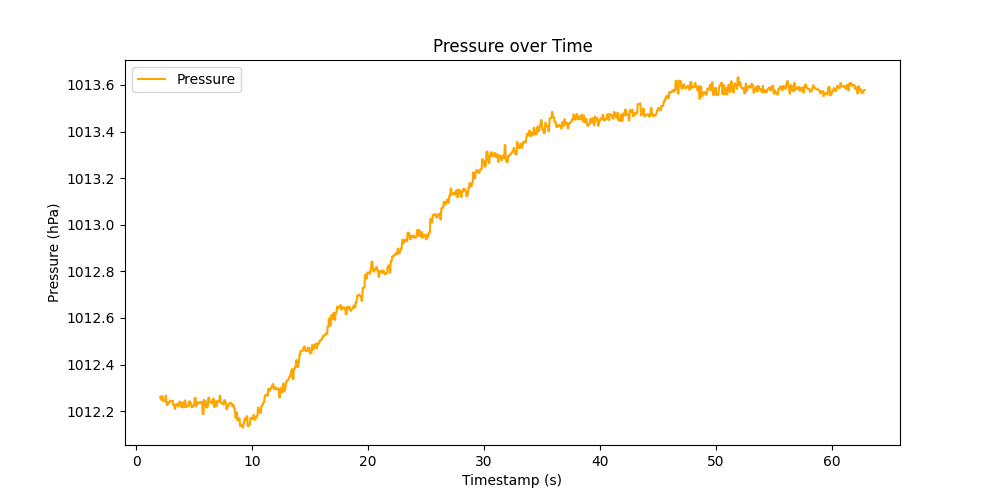 Pressure over Time
Pressure
Pressure (hPa)
1013.6
1013.4
1013.2
1013.0
1012.8
1012.6
1012.4
1012.2
0 10 20 30 40 50 60
Timestamp (s)